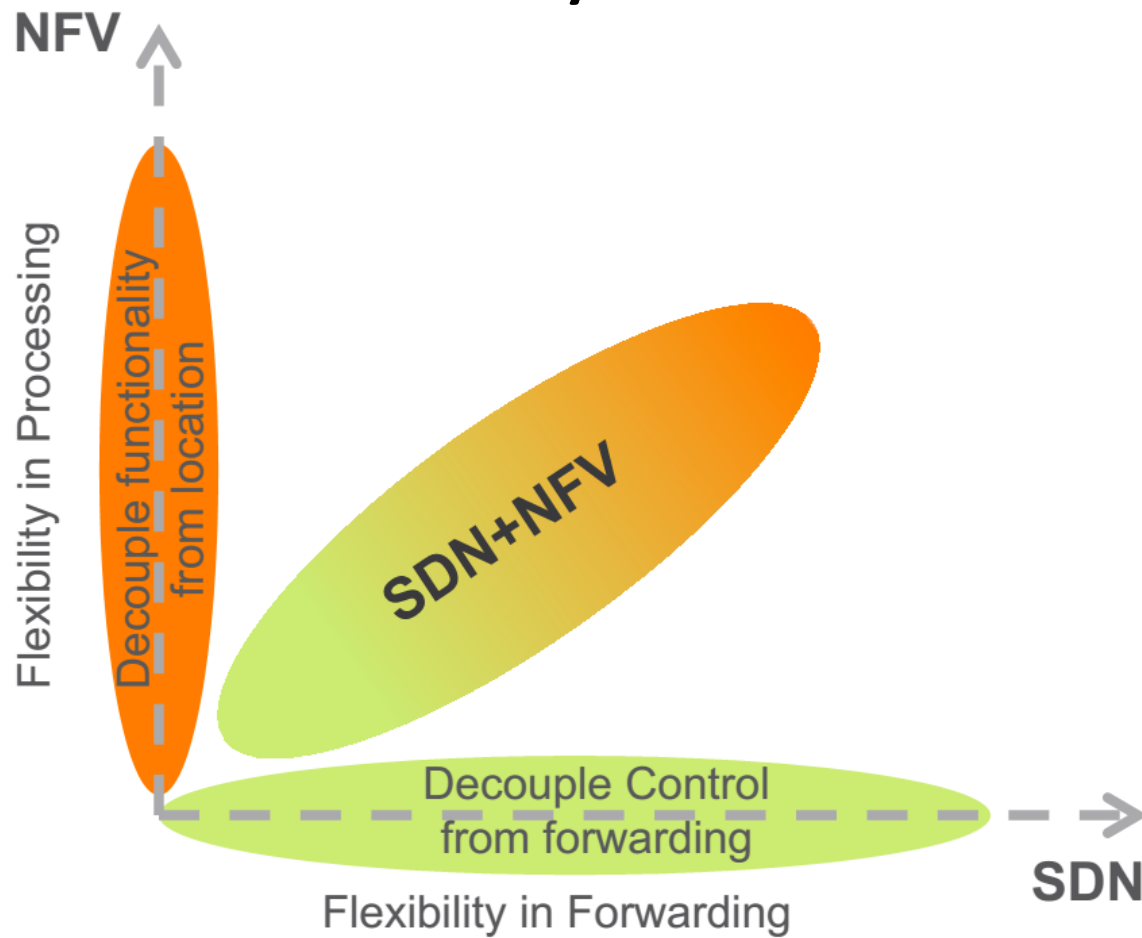 NFV
Flexibility in Processing
Decouple functionality
from location
SDN+NFV
Decouple Control
from forwarding
SDN
Flexibility in Forwarding